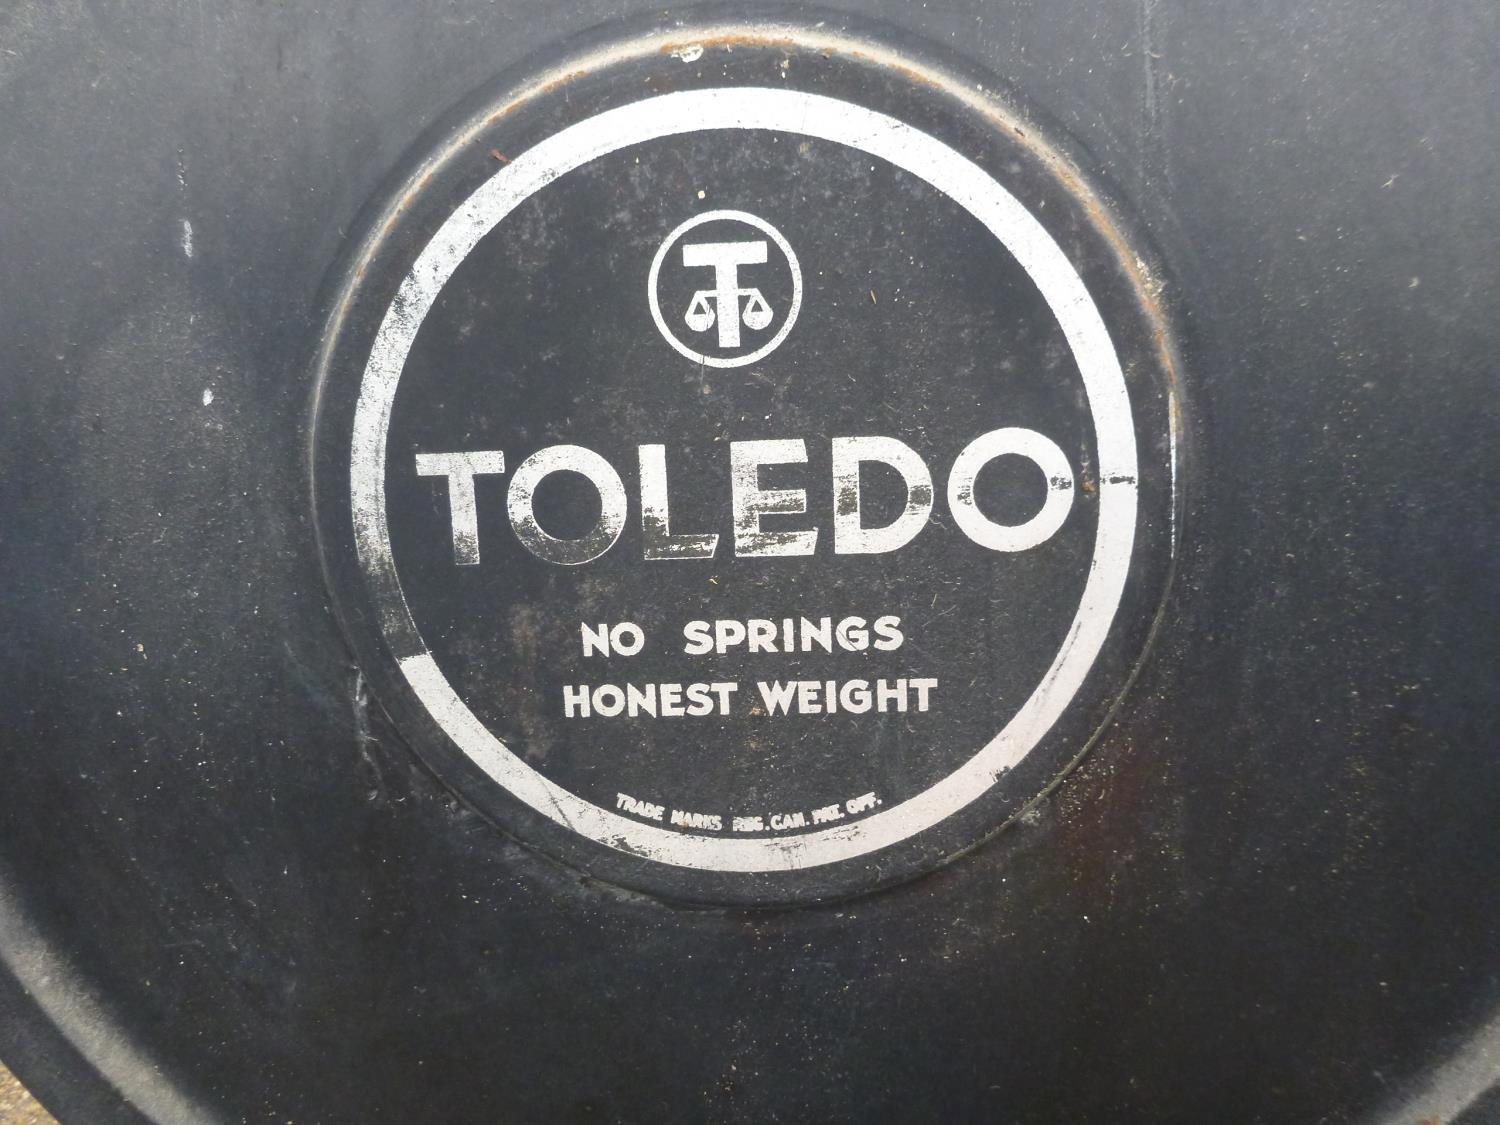 T
TOLEDO
NO SPRINGS
HONEST WEIGHT
TRADE MARKS REG. CAN. PAT. OFF.